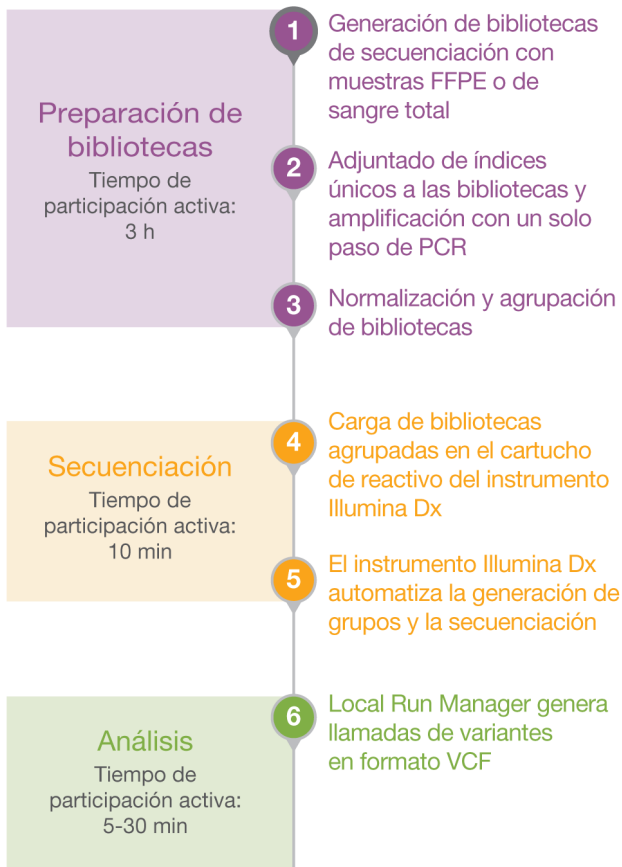 Preparación de
bibliotecas
Tiempo de
participación activa:
3 h
1
Generación de bibliotecas
de secuenciación con
muestras FFPE o de
sangre total
2
Adjuntado de índices
únicos a las bibliotecas y
amplificación con un solo
paso de PCR
3
Normalización y agrupación
de bibliotecas
Secuenciación
Tiempo de
participación activa:
10 min
4
Carga de bibliotecas
agrupadas en el cartucho
de reactivo del instrumento
Illumina Dx
5
El instrumento Illumina Dx
automatiza la generación de
grupos y la secuenciación
Análisis
Tiempo de
participación activa:
5-30 min
6
Local Run Manager genera
llamadas de variantes
en formato VCF